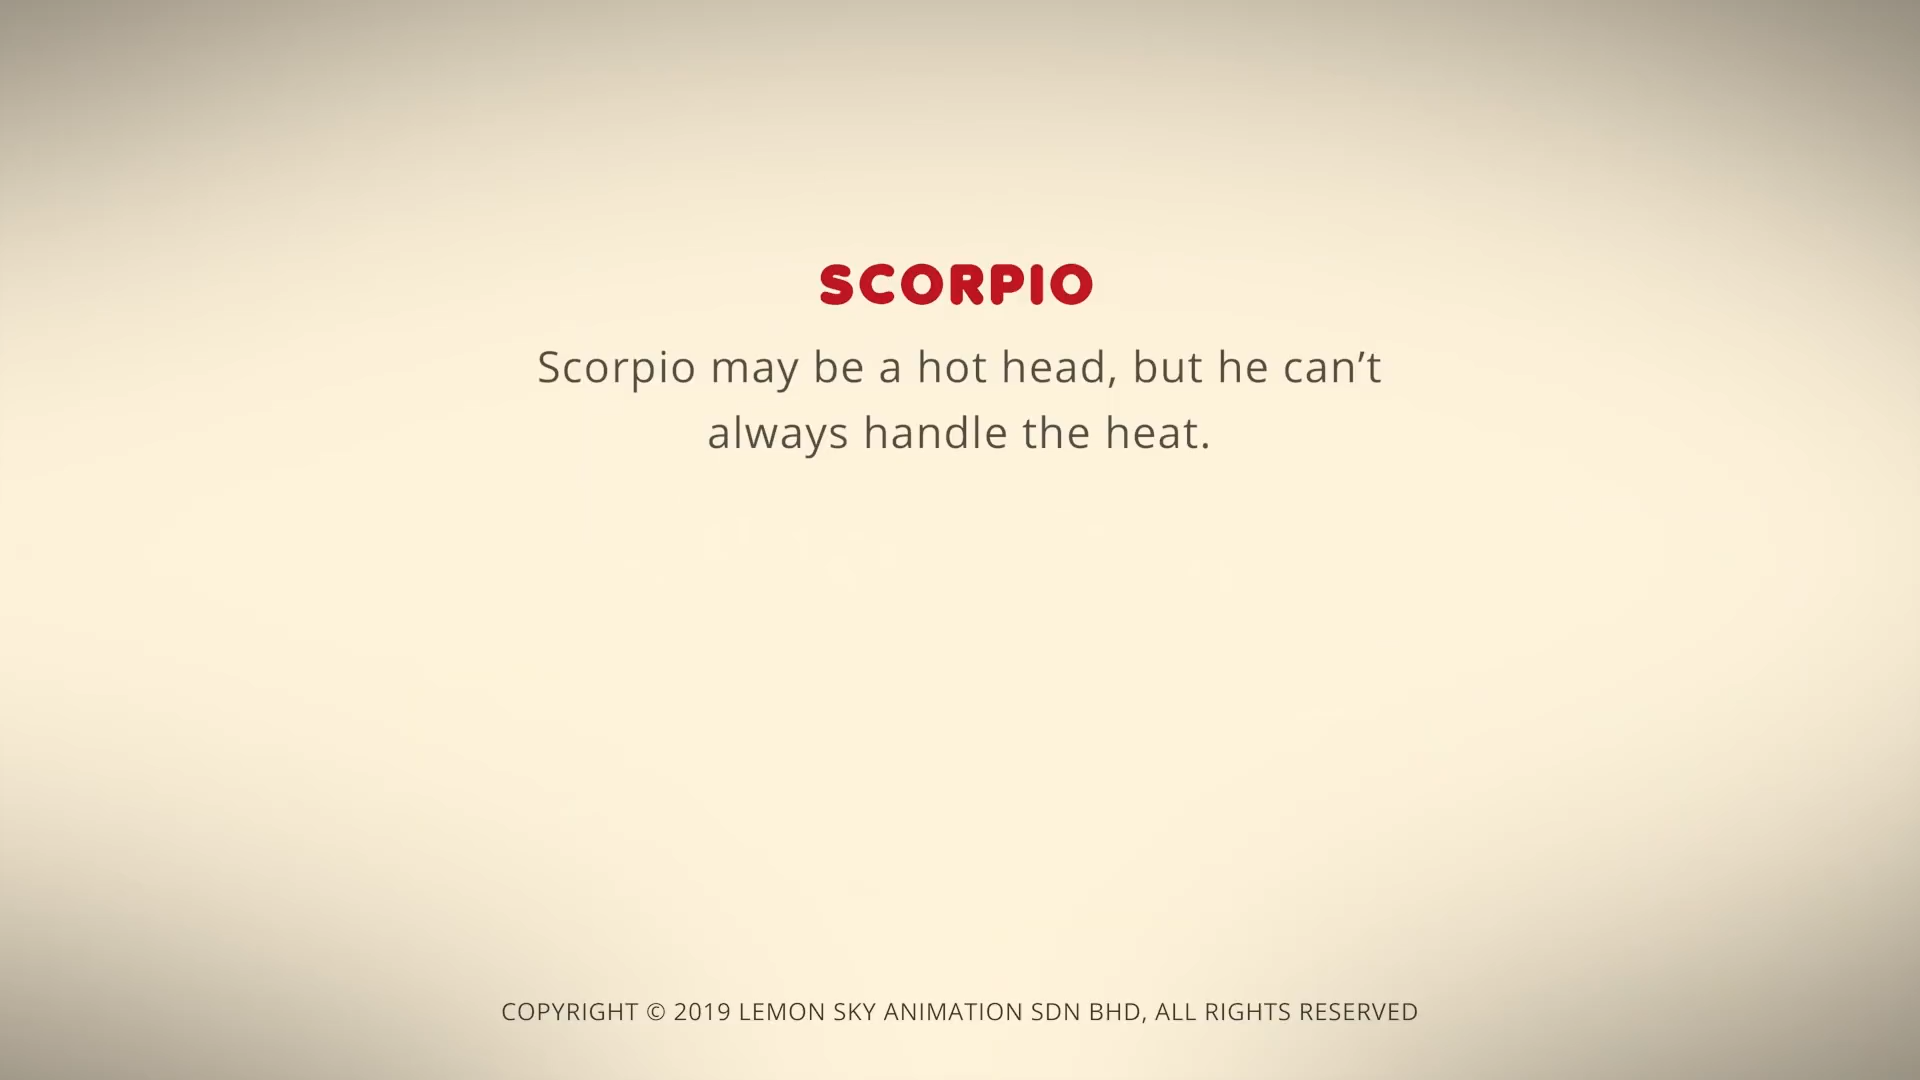 SCORPIO
Scorpio may be a hot head, but he can’t
always handle the heat.
COPYRIGHT © 2019 LEMON SKY ANIMATION SDN BHD, ALL RIGHTS RESERVED